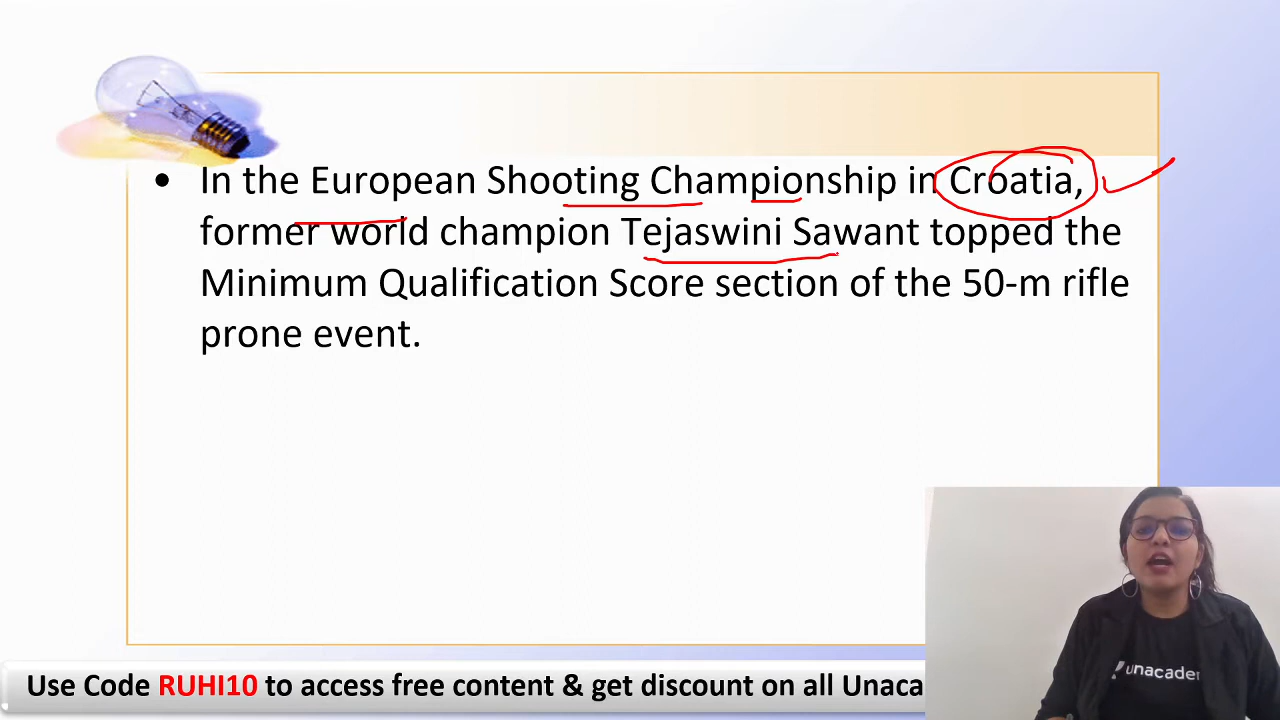 • In the European Shooting Championship in Croatia,
former world champion Tejaswini Sawant topped the
Minimum Qualification Score section of the 50-m rifle
prone event.
unacade
Use Code RUHI10 to access free content & get discount on all Unaca